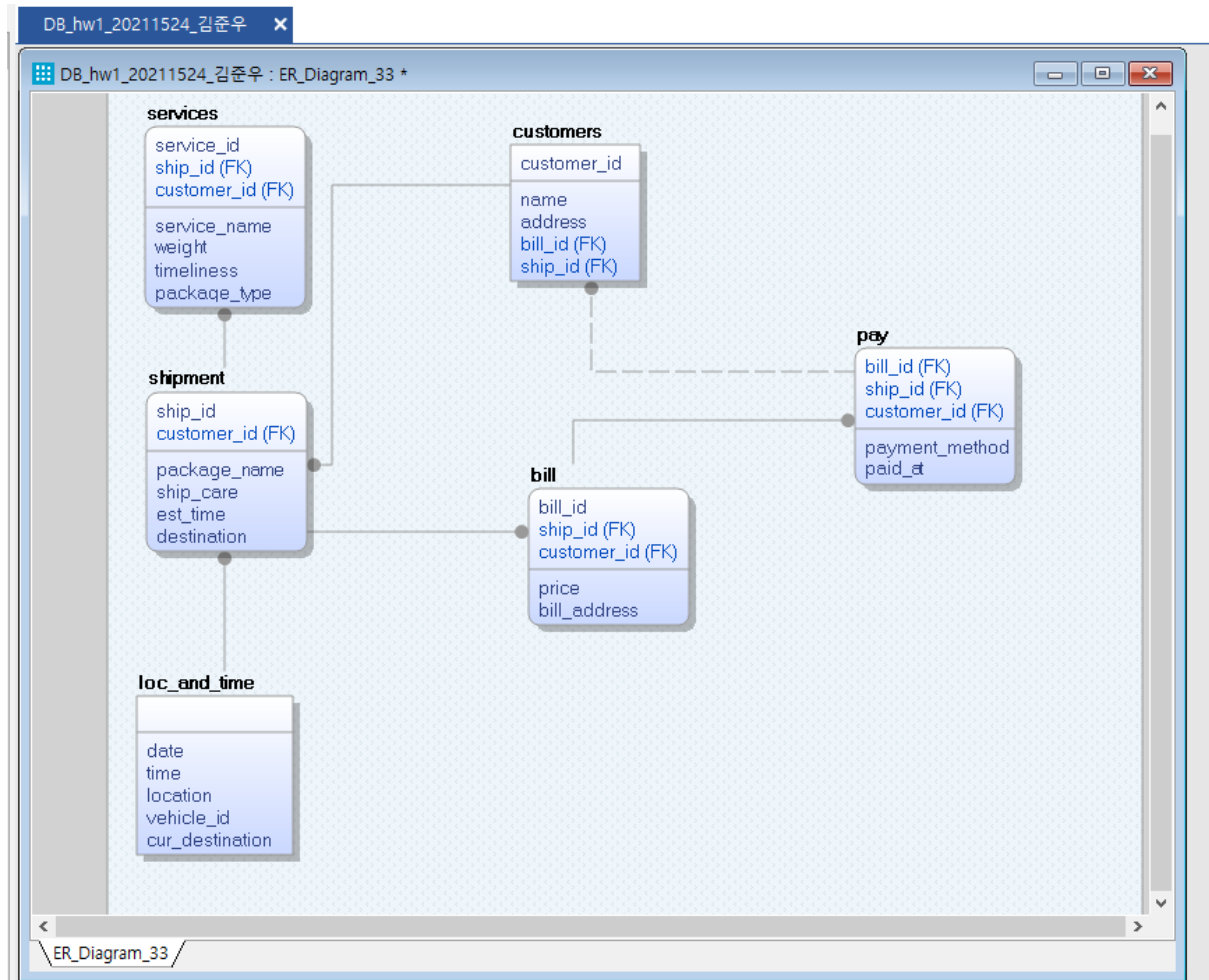 DB_hw1_20211524_김준우
DB_hw1_20211524_김준우 : ER_Diagram_33 *
services
service_id
ship_id (FK)
customer_id (FK)
service_name
weight
timeliness
package_type
customers
customer_id
name
address
bill_id (FK)
ship_id (FK)
pay
bill_id (FK)
ship_id (FK)
customer_id (FK)
payment_method
paid_at
shipment
ship_id
customer_id (FK)
package_name
ship_care
est_time
destination
bill
bill_id
ship_id (FK)
customer_id (FK)
price
bill_address
loc_and_time
date
time
location
vehicle_id
cur_destination
ER_Diagram_33